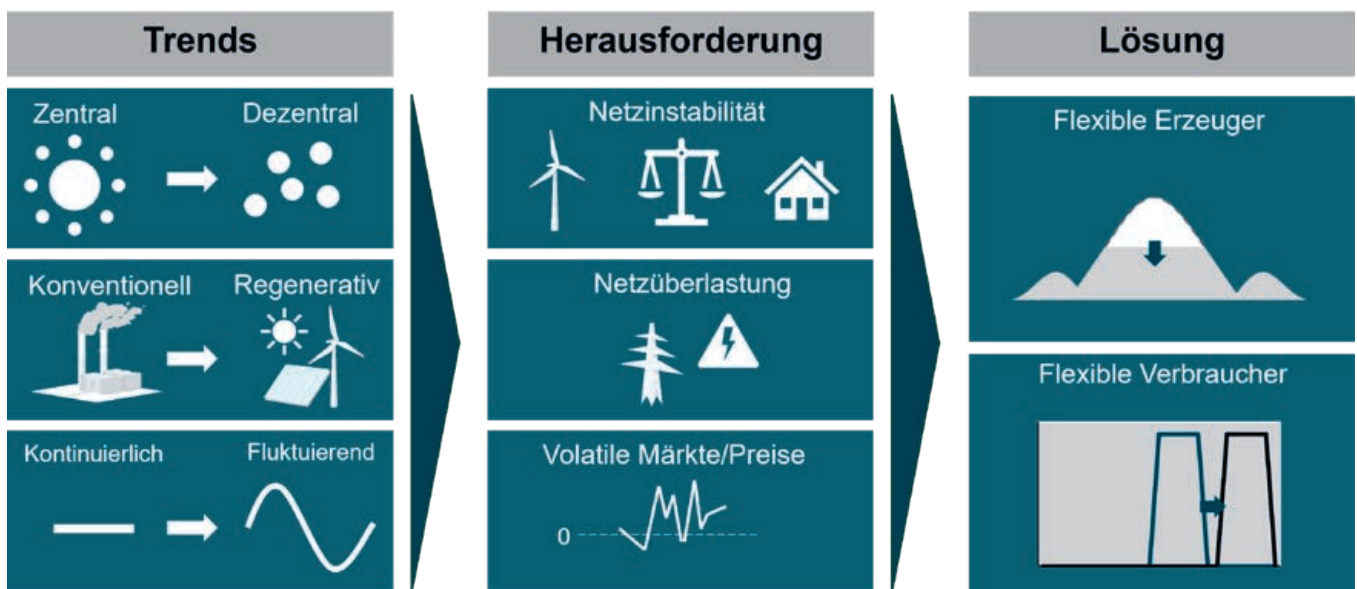 Trends
Zentral
Dezentral
Konventionell
Regenerativ
Kontinuierlich
Fluktuierend
Herausforderung
Netzinstabilität
Netzüberlastung
Volatile Märkte/Preise
0
Lösung
Flexible Erzeuger
Flexible Verbraucher